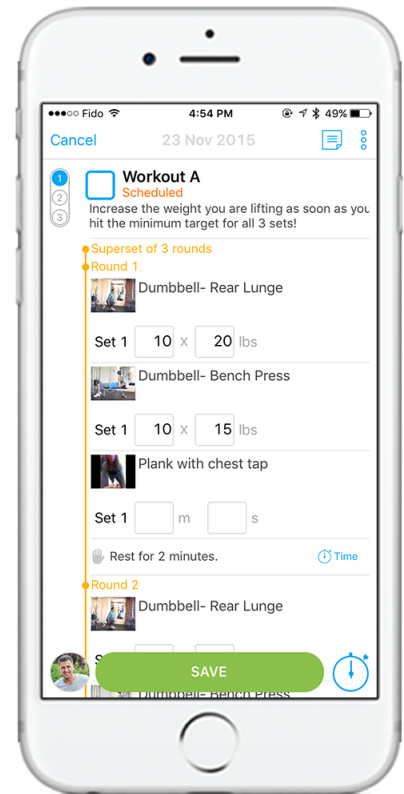 Fido 4:54 PM 49%
Cancel 23 Nov 2015
1
Workout A
Scheduled
2
3
Increase the weight you are lifting as soon as you
hit the minimum target for all 3 sets!
Superset of 3 rounds
Round 1
Dumbbell- Rear Lunge
Set 1 10 x 20 lbs
Dumbbell- Bench Press
Set 1 10 x 15 lbs
Plank with chest tap
Set 1 m s
Rest for 2 minutes. Time
Round 2
Dumbbell- Rear Lunge
SAVE
Dumbbell- Bench Press